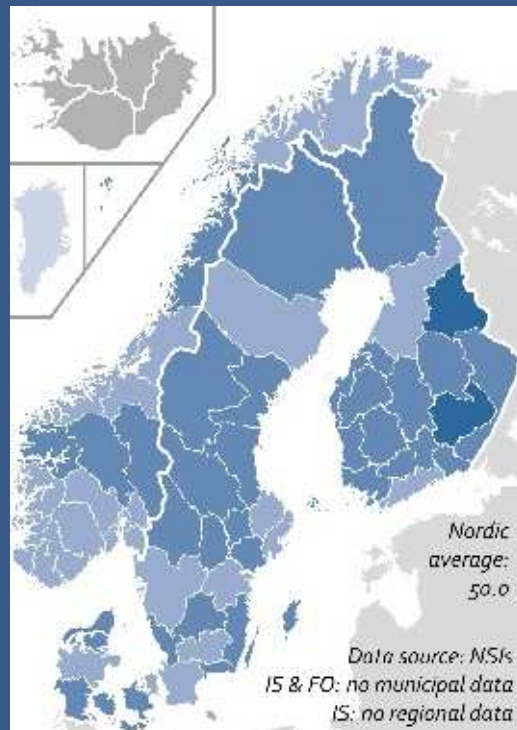 Nordic
average:
50.0
Data source: NSIs
IS & FO: no municipal data
IS: no regional data